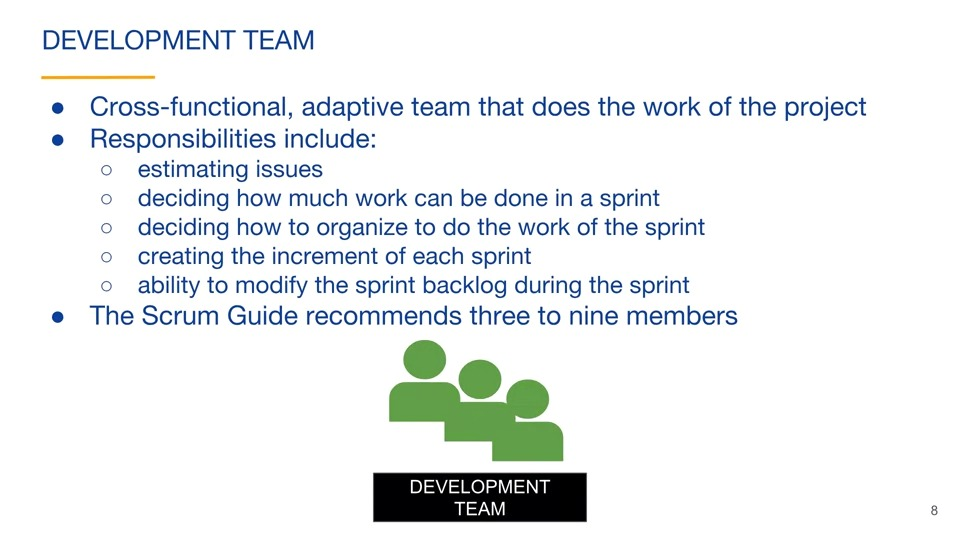 DEVELOPMENT TEAM
● Cross-functional, adaptive team that does the work of the project
● Responsibilities include:
○ estimating issues
○ deciding how much work can be done in a sprint
○ deciding how to organize to do the work of the sprint
○ creating the increment of each sprint
○ ability to modify the sprint backlog during the sprint
● The Scrum Guide recommends three to nine members
DEVELOPMENT
TEAM
8